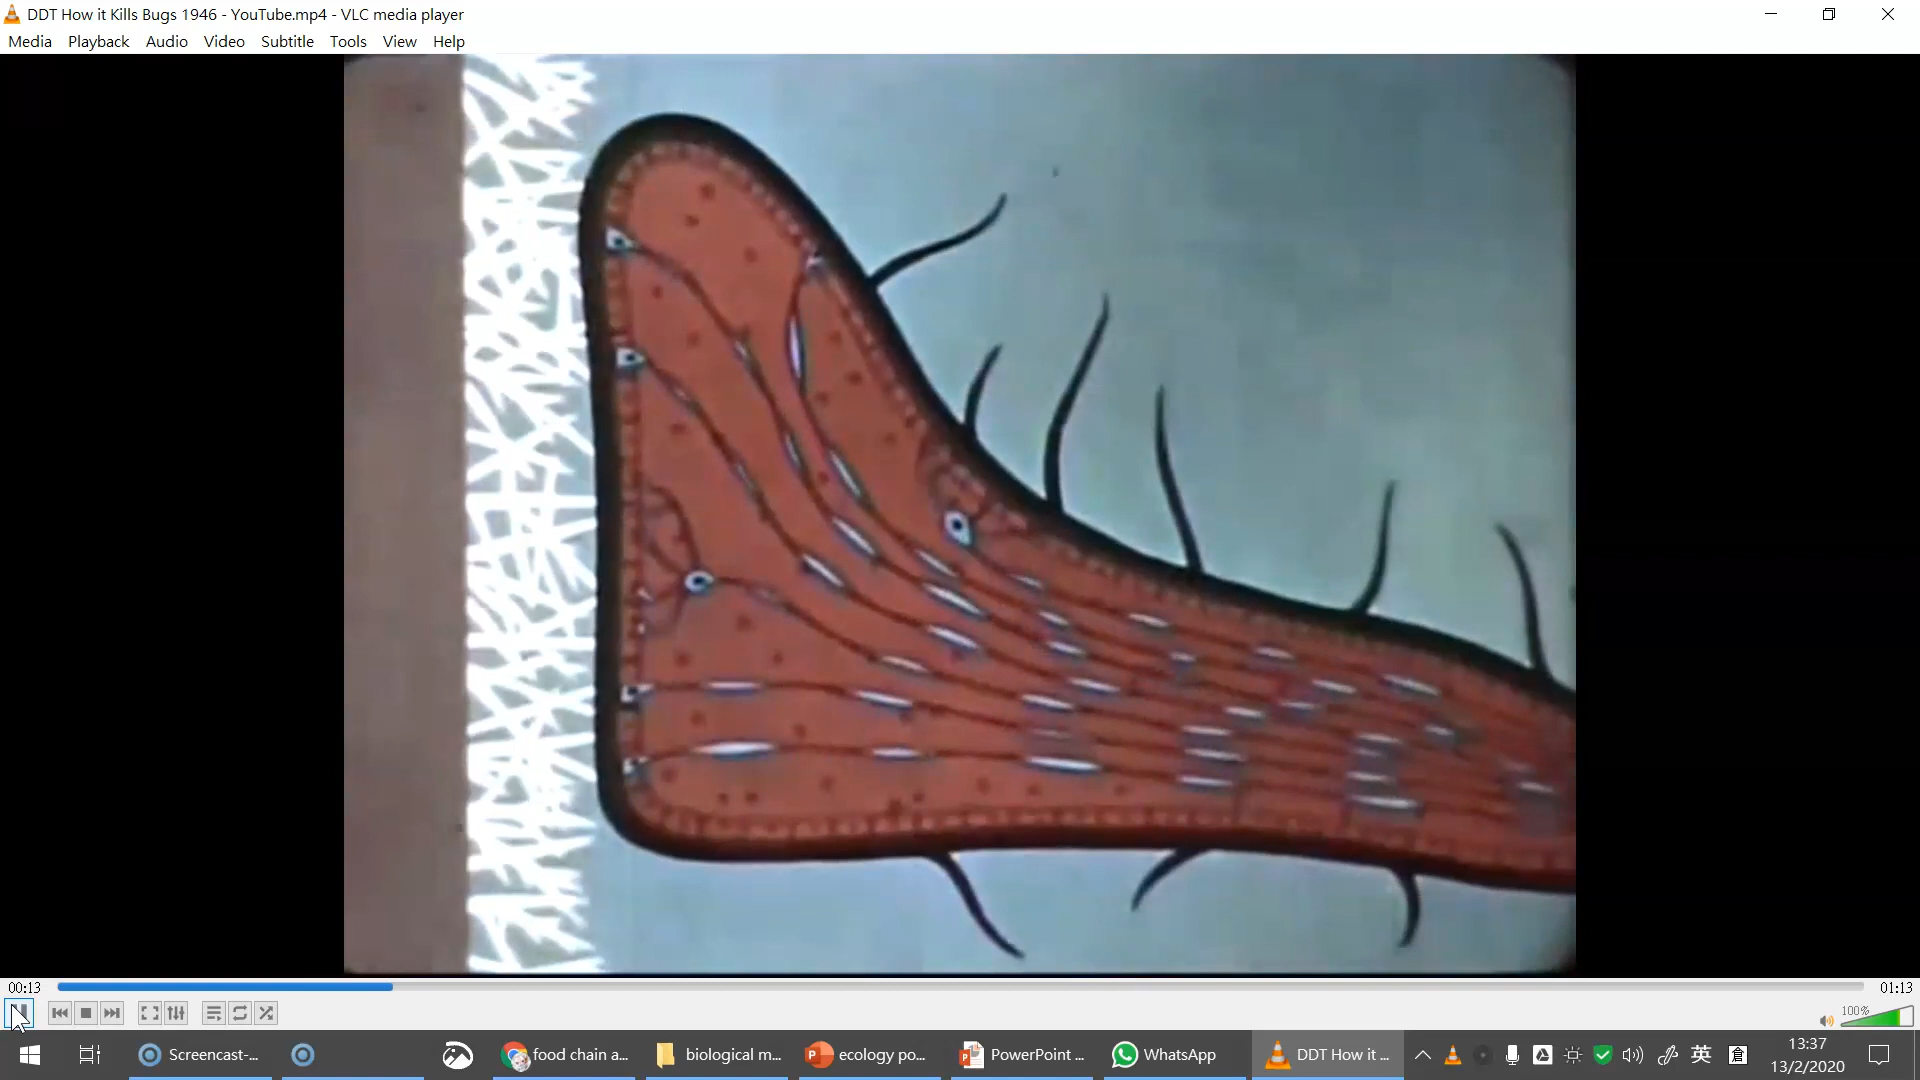 DDT How it Kills Bugs 1946 - YouTube.mp4 - VLC media player
Media Playback Audio Video Subtitle Tools View Help
00:13
01:13
100%
Screencast-...
food chain a...
biological m...
ecology po...
PowerPoint ...
WhatsApp
DDT How it ...
英
倉
13:37
13/2/2020